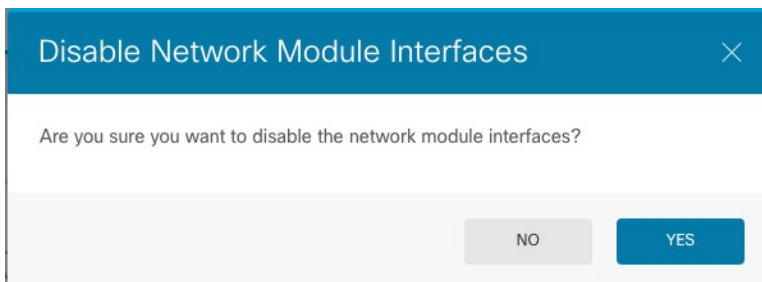 Disable Network Module Interfaces
Are you sure you want to disable the network module interfaces?
NO
YES